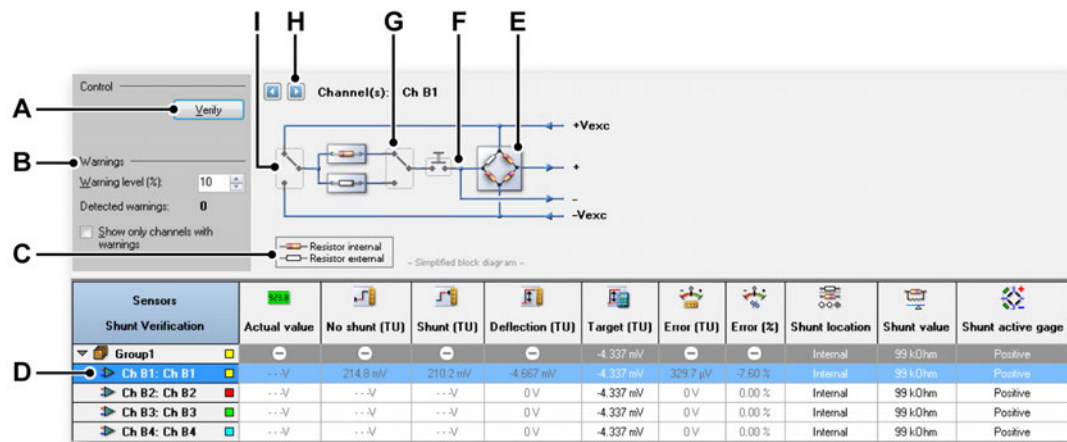 I H G F E
Control
Channel(s): Ch B1
A
Verify
+Vexc
B
Warnings
+
Warning level (%): 10
-
Detected warnings: 0
-Vexc
Show only channels with
warnings
C
Resistor internal
Resistor external
- Simplified block diagram -
Sensors
Shunt Verification
929.8
Actual value No shunt (TU) Shunt (TU) Deflection (TU) Target (TU) Error (TU) Error (%) Shunt location Shunt value Shunt active gage
Group1 -4.337 mV Internal 99 kOhm Positive
D
Ch B1: Ch B1 - - -V 214.8 mV 210.2 mV -4.667 mV -4.337 mV 329.7 µV -7.60 % Internal 99 kOhm Positive
Ch B2: Ch B2 - - -V - - -V - - -V 0 V -4.337 mV 0 V 0.00 % Internal 99 kOhm Positive
Ch B3: Ch B3 - - -V - - -V - - -V 0 V -4.337 mV 0 V 0.00 % Internal 99 kOhm Positive
Ch B4: Ch B4 - - -V - - -V - - -V 0 V -4.337 mV 0 V 0.00 % Internal 99 kOhm Positive